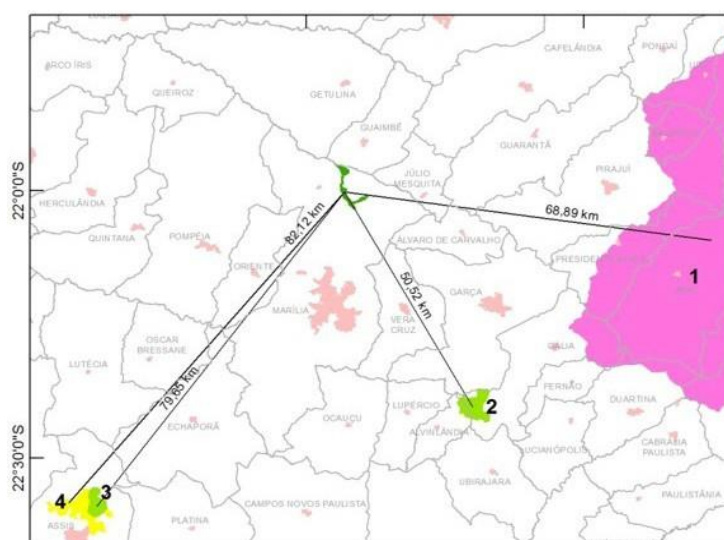 ARCO ÍRIS
QUEIROZ
GETULINA
CAFELÂNDIA
PONGAÍ
GUAIMBÊ
GUARANTÃ
JÚLIO
MESQUITA
PIRAJUÍ
22°0'0"S
HERCULÂNDIA
82,12 km
68,89 km
QUINTANA
POMPÉIA
ÁLVARO DE CARVALHO
ORIENTE
50,52 km
GARÇA
1
MARÍLIA
VERA
CRUZ
OSCAR
BRESSANE
GÁLIA
LUTÉCIA
79,65 km
FERNÃO
DUARTINA
2
ECHAPORÃ
OCAUÇU
LUPÉRCIO
ALVINLÂNDIA
LUCIANÓPOLIS
CABRÁLIA
PAULISTA
22°30'0"S
UBIRAJARA
4
3
CAMPOS NOVOS PAULISTA
PAULISTÂNIA
ASSIS
PLATINA